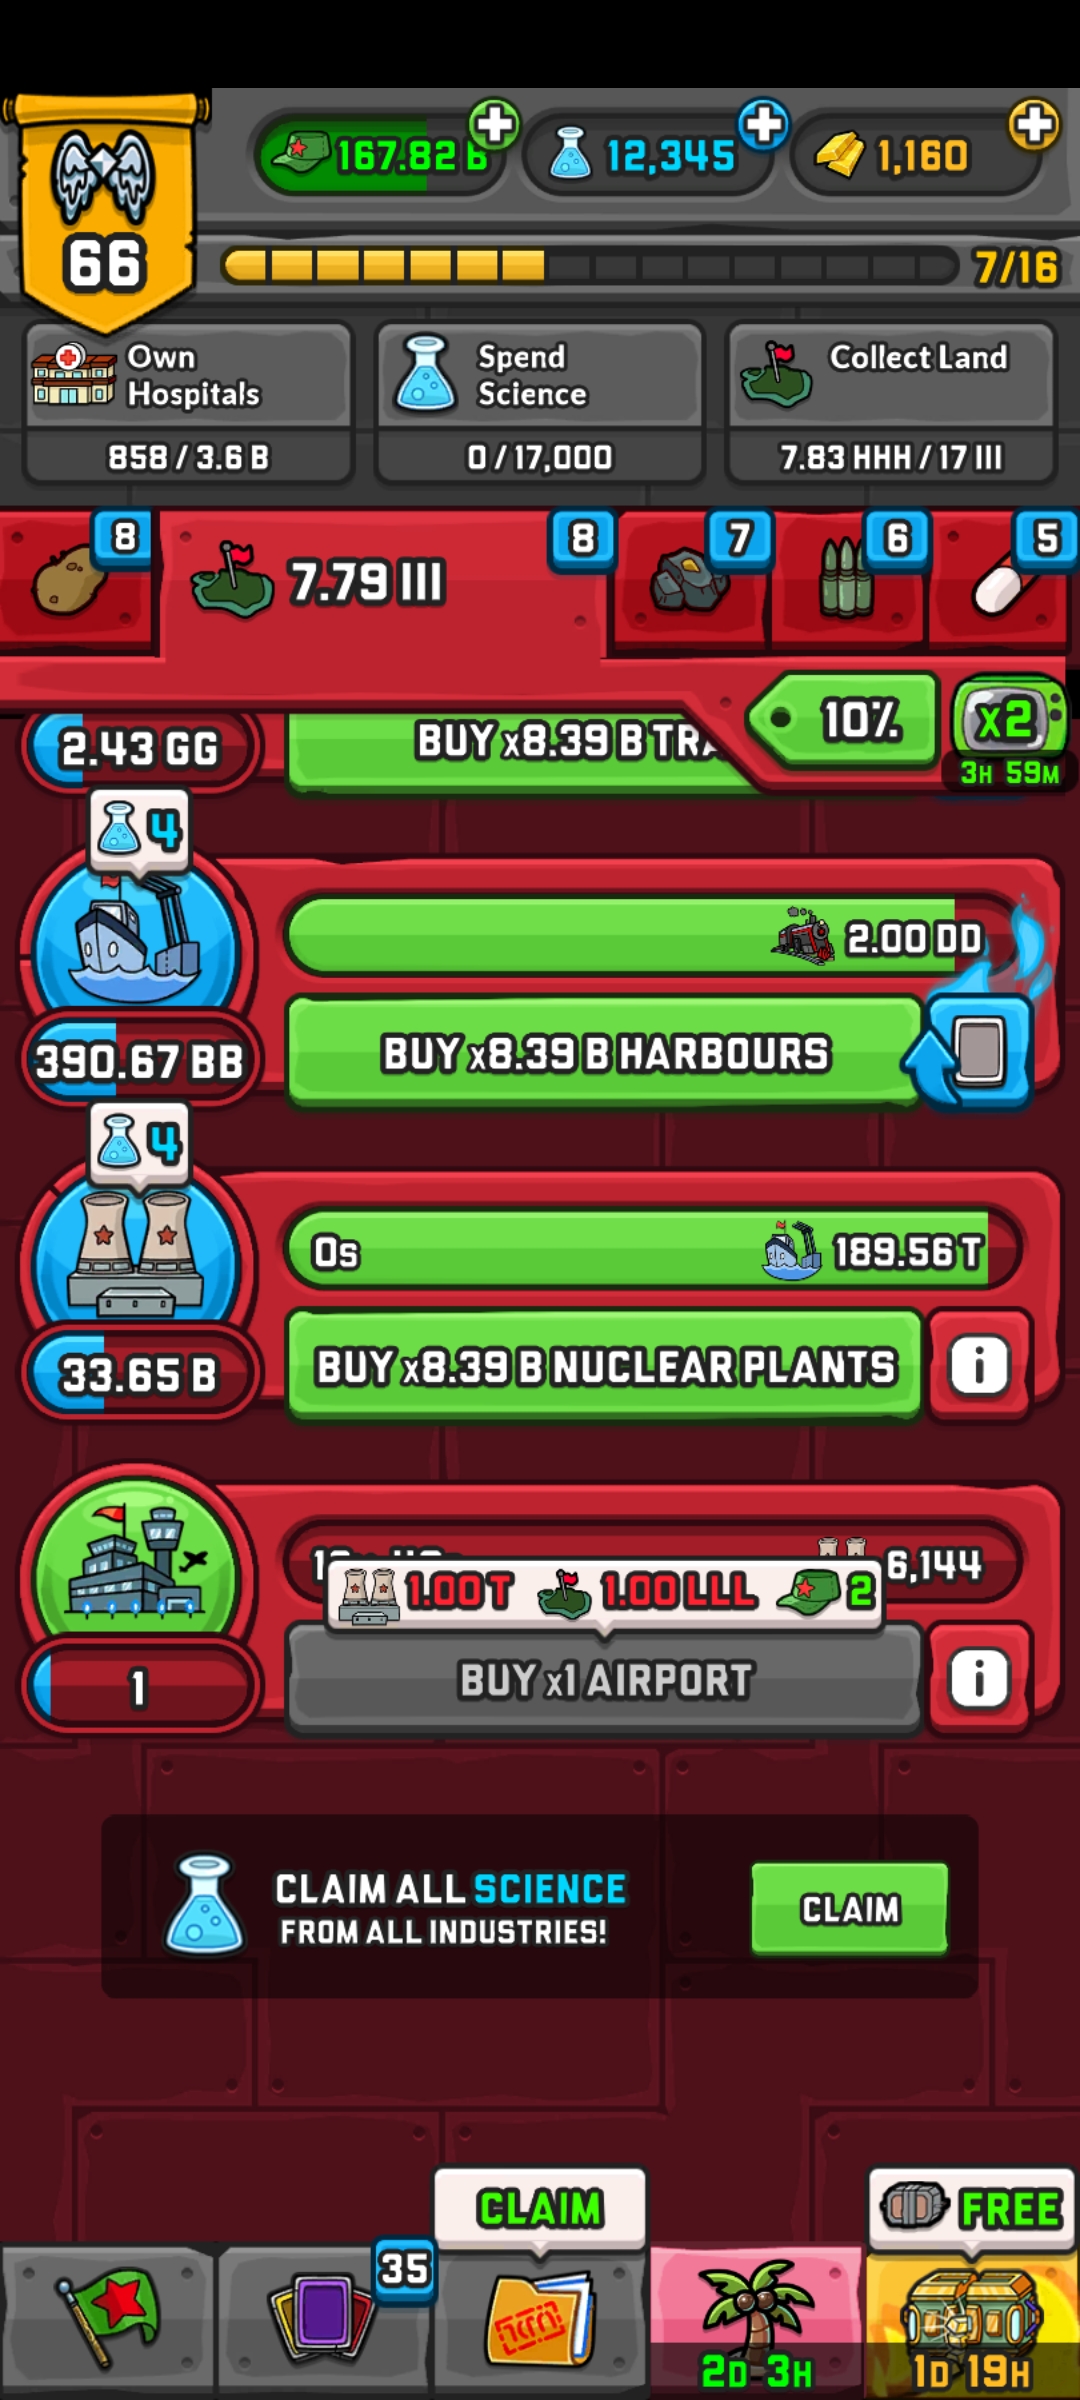 167.82 B
12,345
1,160
66
7/16
Own
Hospitals
858 / 3.6 B
Spend
Science
0 / 17,000
Collect Land
7.83 HHH / 17 III
8
7.79 III
8
7
6
5
10%
x2
3H 59M
2.43 GG
BUY x8.39 B
4
2.00 DD
390.67 BB
BUY x8.39 B HARBOURS
4
0s
189.56 T
33.65 B
BUY x8.39 B NUCLEAR PLANTS
i
6,144
1.00 T
1.00 LLL
2
1
BUY x1 AIRPORT
i
CLAIM ALL SCIENCE
FROM ALL INDUSTRIES!
CLAIM
CLAIM
FREE
35
2D 3H
1D 19H